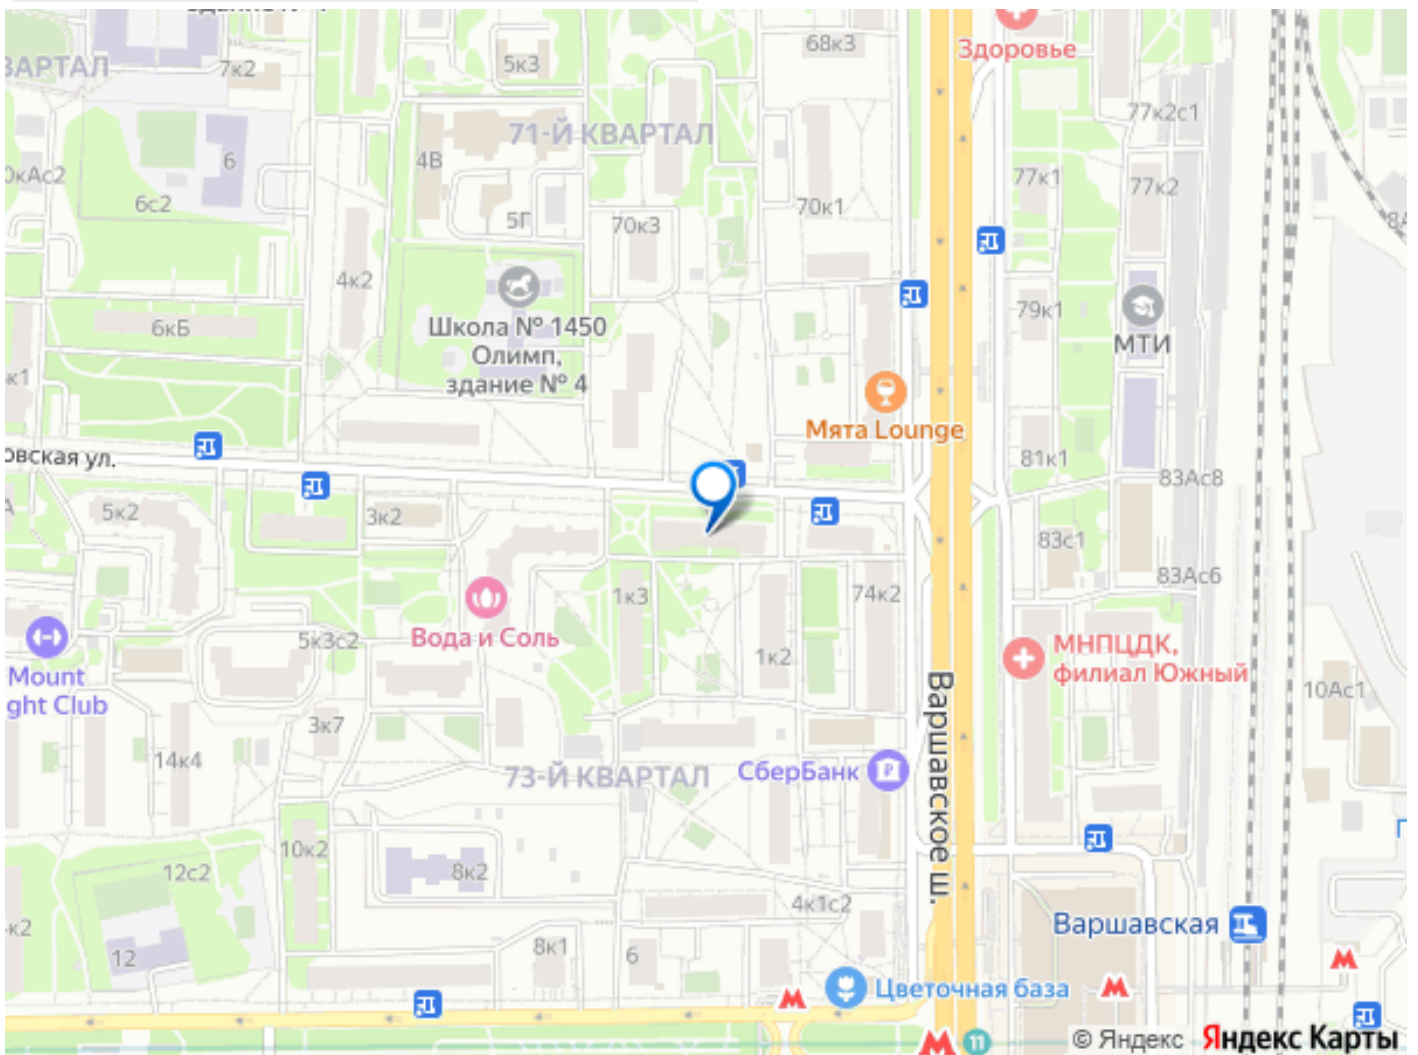 68к3
Здоровье
ВАРТАЛ
7к2
5к3
77к2с1
71-Й КВАРТАЛ
4В
6
77к1
77к2
6с2
5Г
70к3
70к1
4к2
Школа № 1450
Олимп,
здание № 4
6кБ
79к1
МТИ
Мята Lounge
овская ул.
81к1
83Ас8
5к2
3к2
83с1
83Ас6
1к3
74к2
Вода и Соль
5к3с2
1к2
МНПЦДК,
филиал Южный
Mount
ght Club
10Ас1
3к7
14к4
73-Й КВАРТАЛ
СберБанк
Варшавское ш.
10к2
12с2
8к2
4к1с2
Варшавская
12
8к1
6
Цветочная база
11
© Яндекс Яндекс Карты